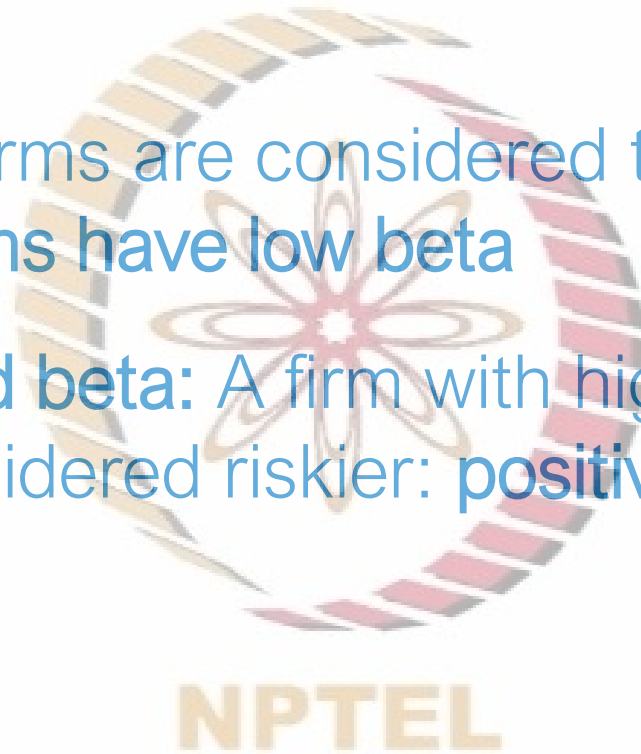 rms are considered t
ns have low beta
d beta: A firm with hig
idered riskier: positiv
NPTEL